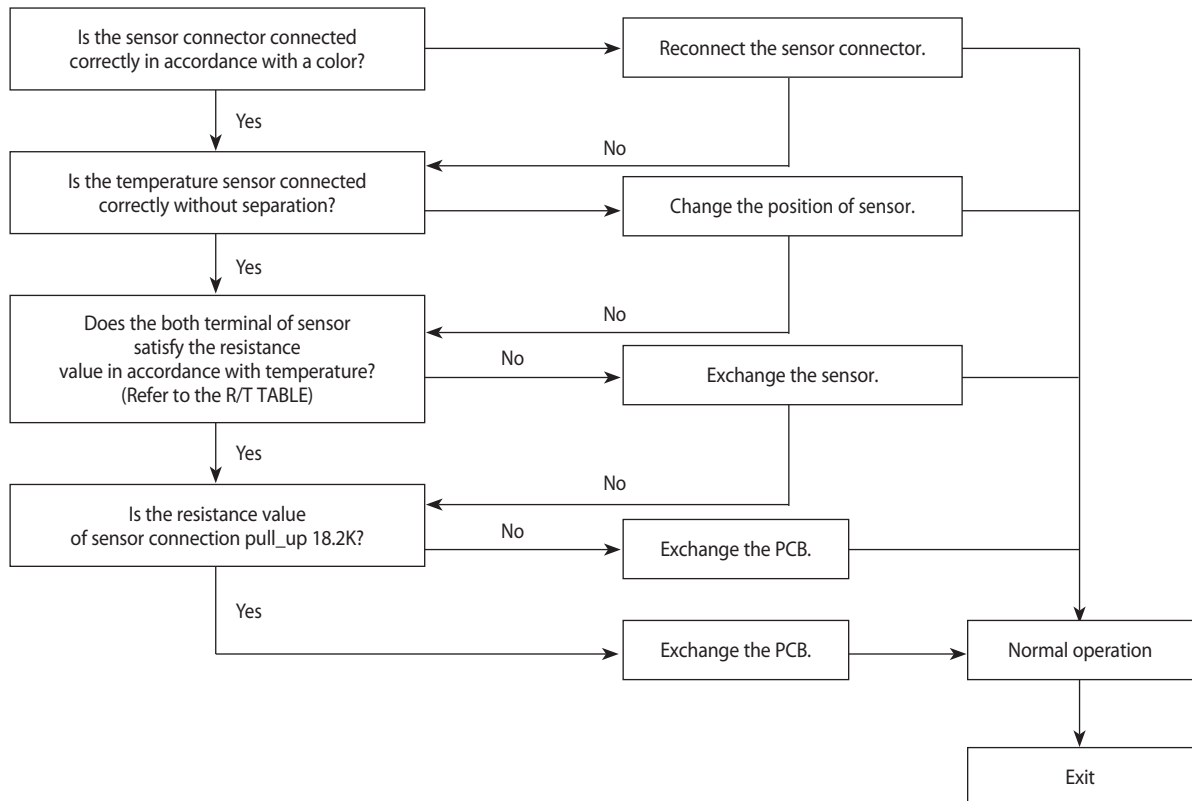 Is the sensor connector connected
correctly in accordance with a color?
Reconnect the sensor connector.
Yes
No
Is the temperature sensor connected
correctly without separation?
Change the position of sensor.
Yes
No
Does the both terminal of sensor
satisfy the resistance
value in accordance with temperature?
(Refer to the R/T TABLE)
No
Exchange the sensor.
Yes
No
Is the resistance value
of sensor connection pull_up 18.2K?
No
Exchange the PCB.
Yes
Exchange the PCB.
Normal operation
Exit